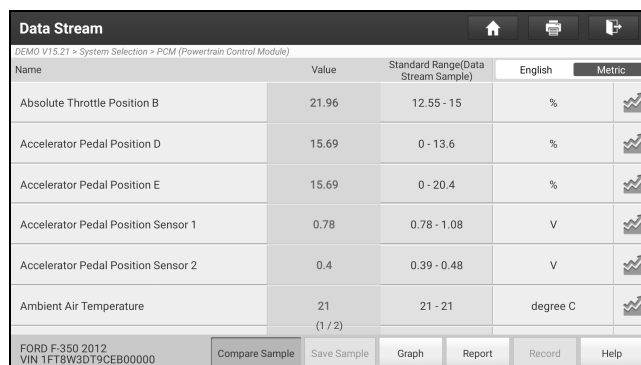 Data Stream
DEMO V15.21 > System Selection > PCM (Powertrain Control Module)
Name Value Standard Range(Data Stream Sample) English Metric
Absolute Throttle Position B 21.96 12.55 - 15 %
Accelerator Pedal Position D 15.69 0 - 13.6 %
Accelerator Pedal Position E 15.69 0 - 20.4 %
Accelerator Pedal Position Sensor 1 0.78 0.78 - 1.08 V
Accelerator Pedal Position Sensor 2 0.4 0.39 - 0.48 V
Ambient Air Temperature 21 21 - 21 degree C
(1 / 2)
FORD F-350 2012
VIN 1FT8W3DT9CEB00000
Compare Sample Save Sample Graph Report Record Help